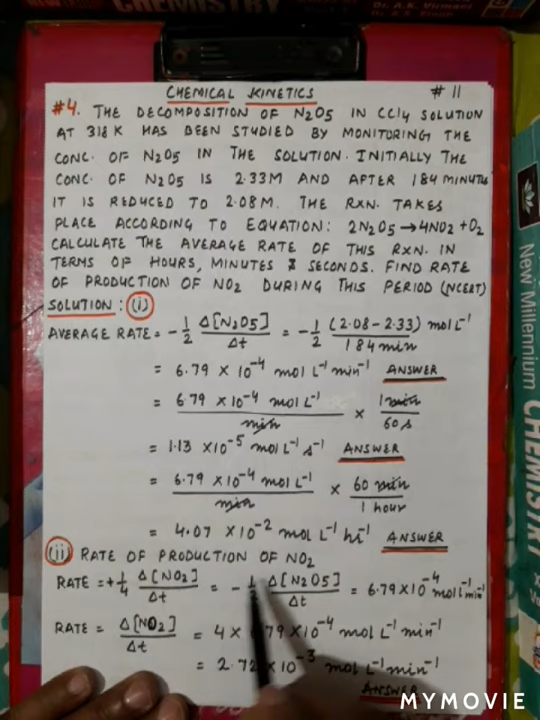 CHEMISTRY
Dr. A.K. Virmani
CHEMICAL KINETICS #11
#4. THE DECOMPOSITION OF N2O5 IN CCl4 SOLUTION
AT 318K HAS BEEN STUDIED BY MONITORING THE
CONC. OF N2O5 IN THE SOLUTION. INITIALLY THE
CONC. OF N2O5 IS 2.33M AND AFTER 184 MINUTES
IT IS REDUCED TO 2.08M. THE RXN. TAKES
PLACE ACCORDING TO EQUATION: 2N2O5 → 4NO2 + O2
CALCULATE THE AVERAGE RATE OF THIS RXN. IN
TERMS OF HOURS, MINUTES & SECONDS. FIND RATE
OF PRODUCTION OF NO2 DURING THIS PERIOD (NCERT)
SOLUTION : (i)
AVERAGE RATE = -1/2 Δ[N2O5]/Δt = -1/2 (2.08-2.33) mol L⁻¹/184 min
= 6.79 × 10⁻⁴ mol L⁻¹ min⁻¹ ANSWER
= 6.79 × 10⁻⁴ mol L⁻¹/min × 1 min/60 s
= 1.13 × 10⁻⁵ mol L⁻¹ s⁻¹ ANSWER
= 6.79 × 10⁻⁴ mol L⁻¹/min × 60 min/1 hour
= 4.07 × 10⁻² mol L⁻¹ hr⁻¹ ANSWER
(ii) RATE OF PRODUCTION OF NO2
RATE = +1/4 Δ[NO2]/Δt = - Δ[N2O5]/Δt = 6.79 × 10⁻⁴ mol L⁻¹ min⁻¹
RATE = Δ[NO2]/Δt = 4 × 6.79 × 10⁻⁴ mol L⁻¹ min⁻¹
= 2.72 × 10⁻³ mol L⁻¹ min⁻¹
ANSWER
New Millennium
CHEMISTRY
MYMOVIE